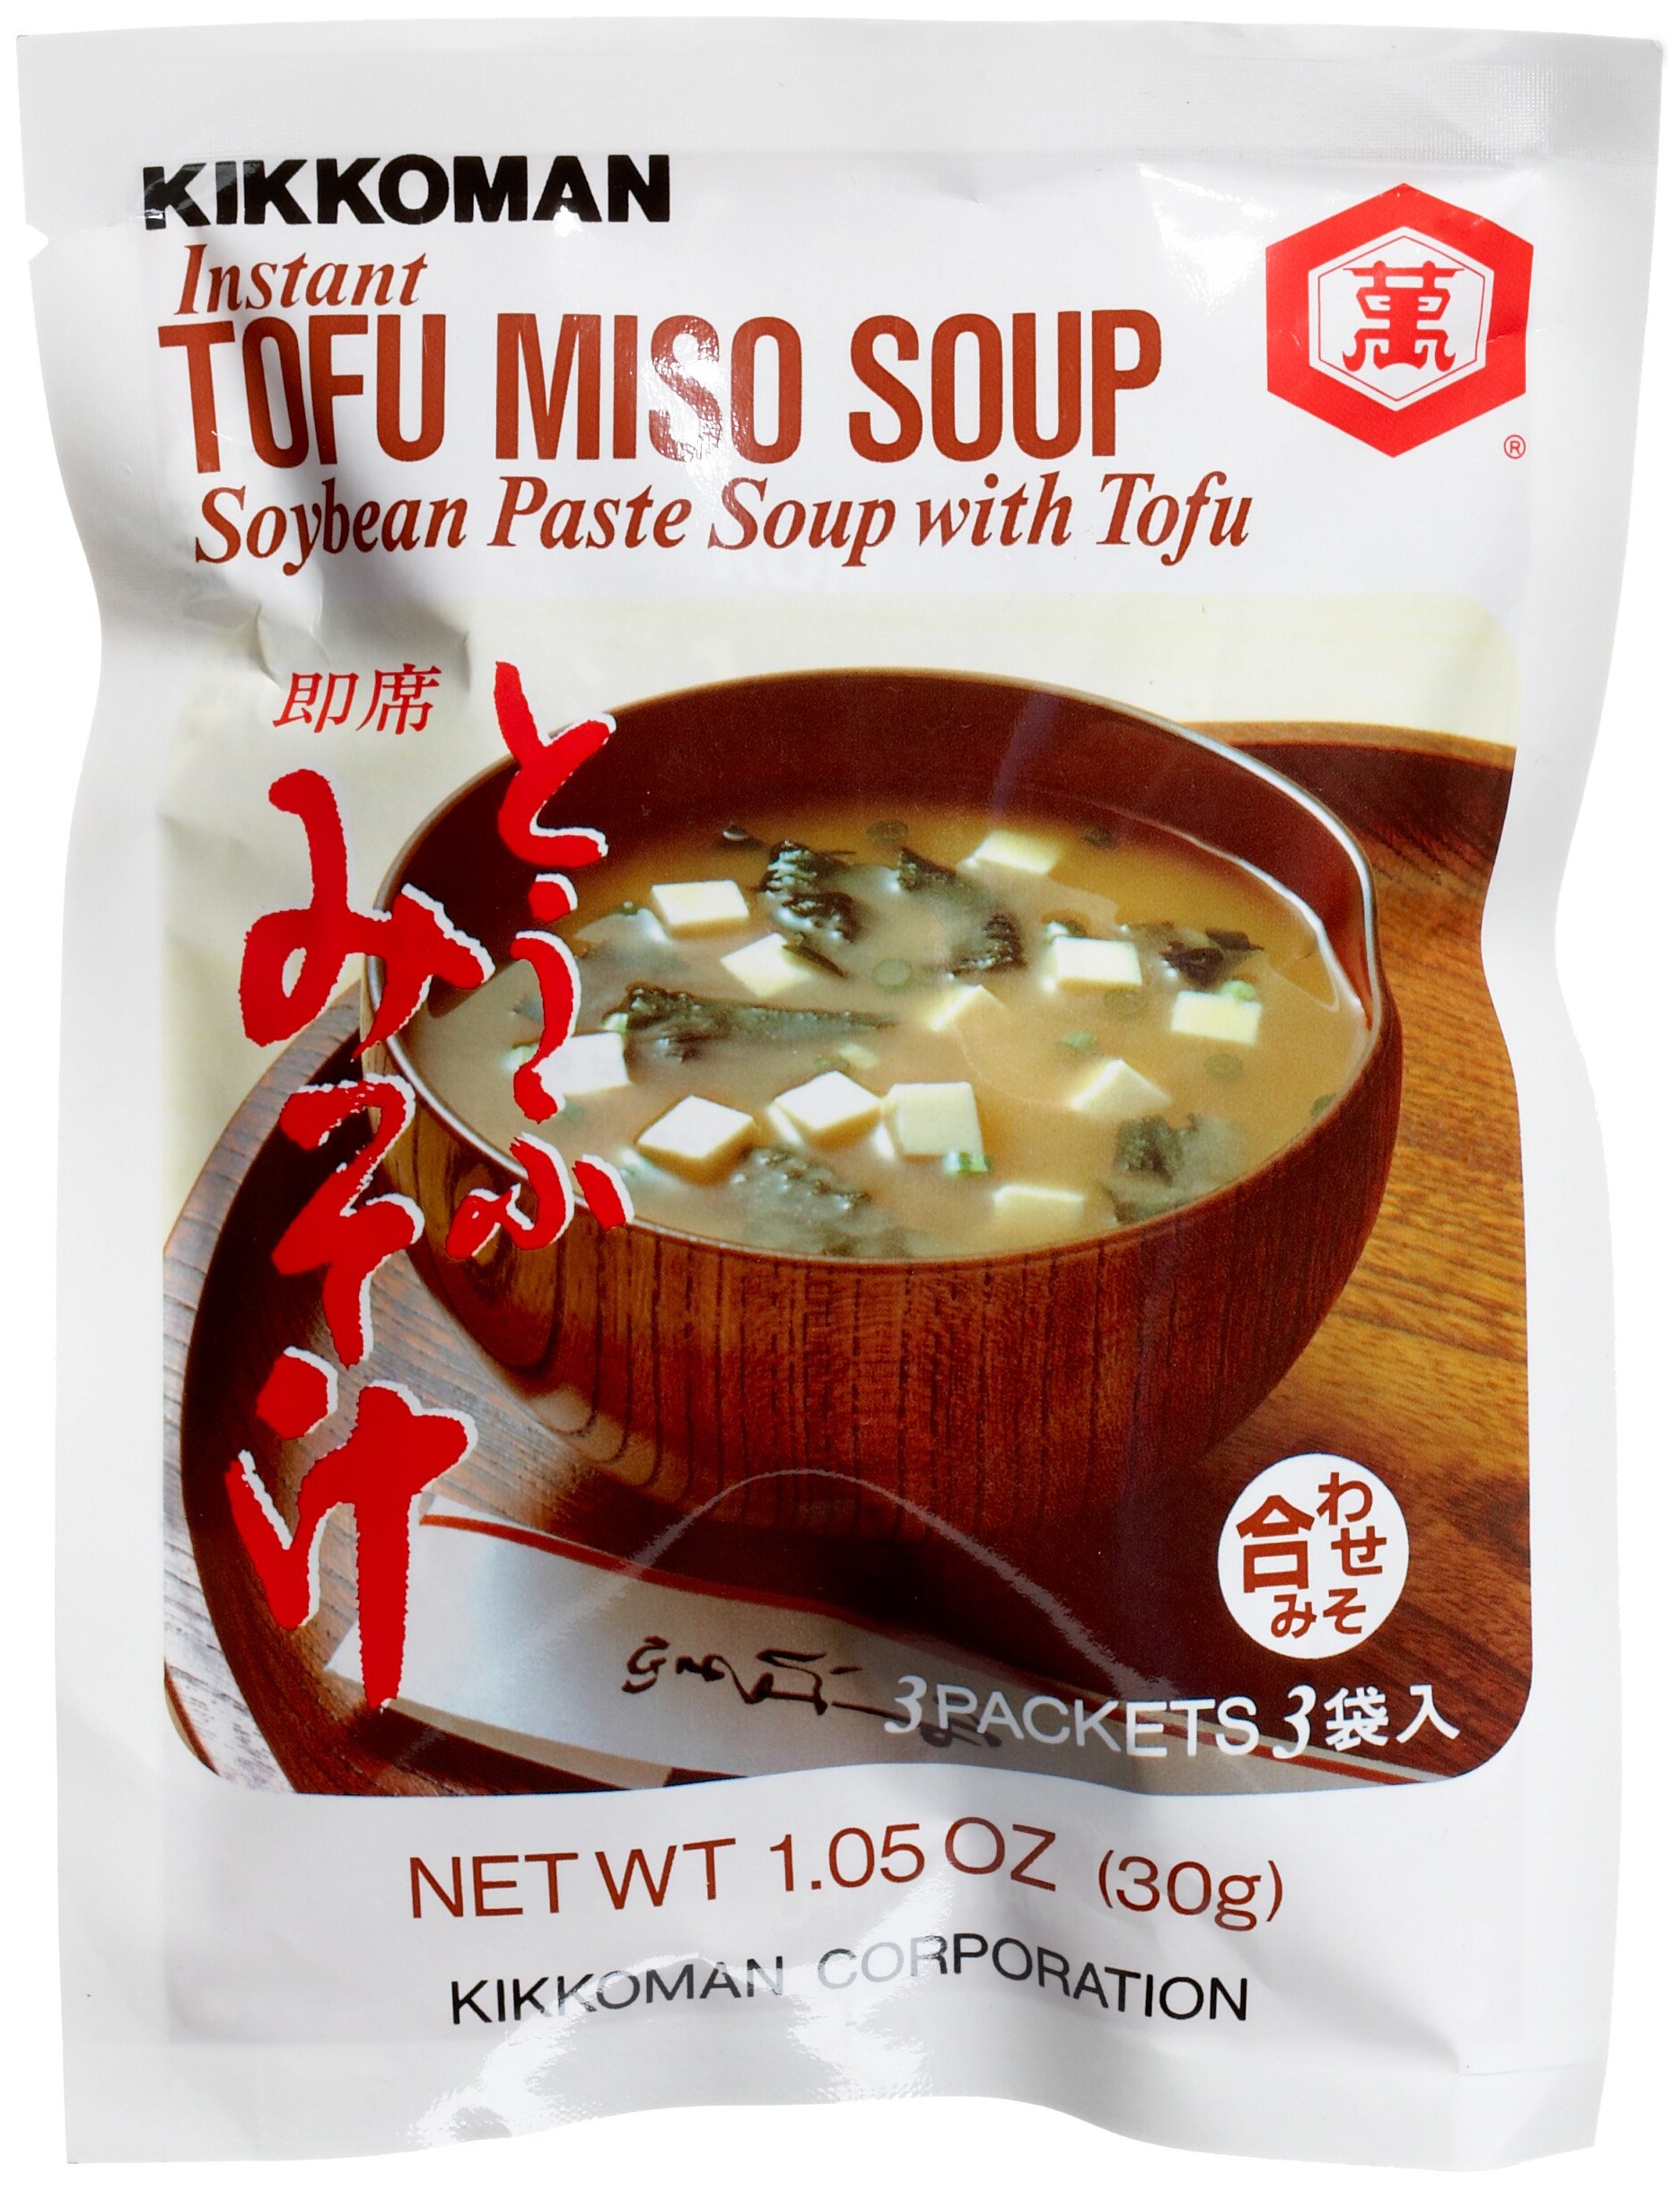 KIKKOMAN
Instant
TOFU MISO SOUP
Soybean Paste Soup with Tofu
萬
®
即席
とうふ
みそ汁
合わせみそ
3 PACKETS 3袋入
NET WT 1.05 OZ (30g)
KIKKOMAN CORPORATION